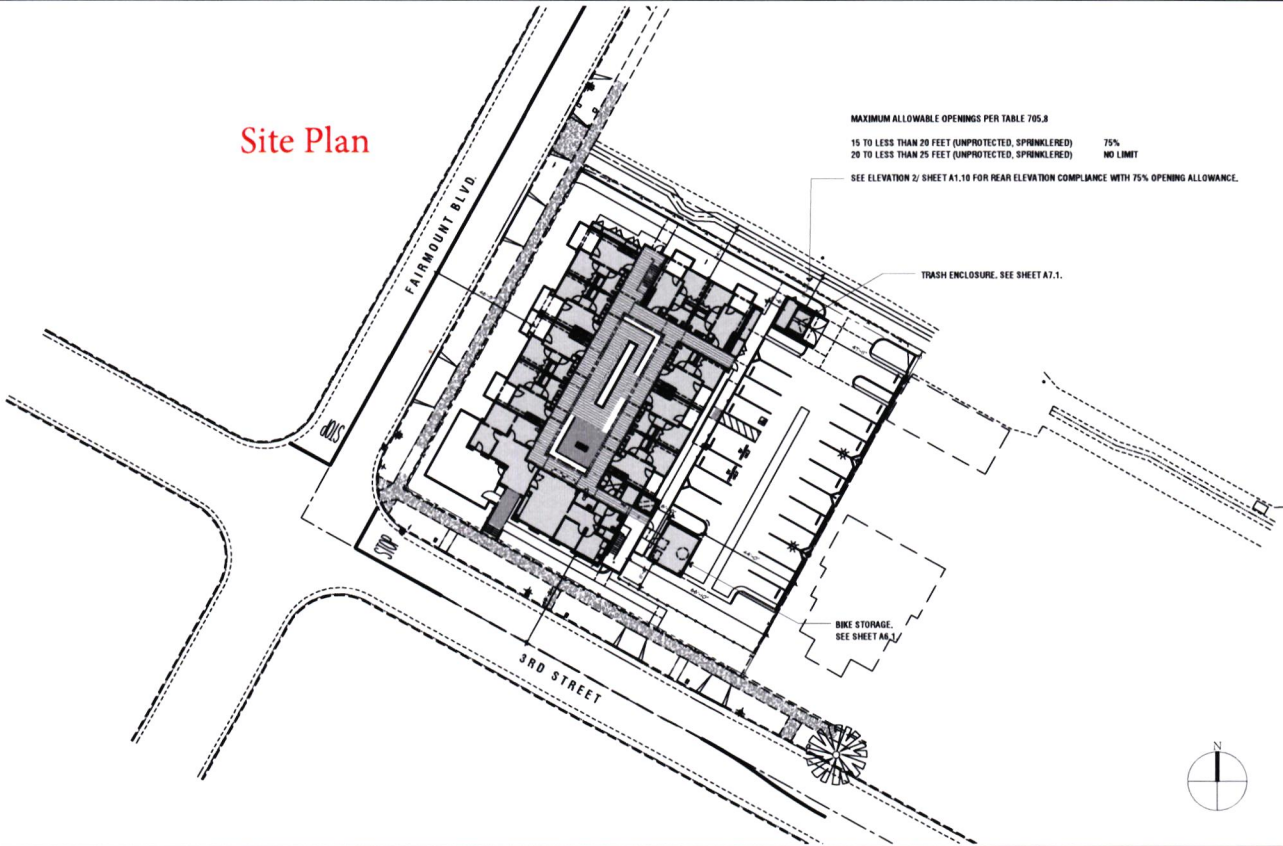 Site Plan
FAIRMOUNT BLVD.
MAXIMUM ALLOWABLE OPENINGS PER TABLE 705.8
15 TO LESS THAN 20 FEET (UNPROTECTED, SPRINKLERED) 75%
20 TO LESS THAN 25 FEET (UNPROTECTED, SPRINKLERED) NO LIMIT
SEE ELEVATION 2/ SHEET A1.10 FOR REAR ELEVATION COMPLIANCE WITH 75% OPENING ALLOWANCE.
TRASH ENCLOSURE. SEE SHEET A7.1.
STOP
STOP
BIKE STORAGE.
SEE SHEET A6.1
3RD STREET
N